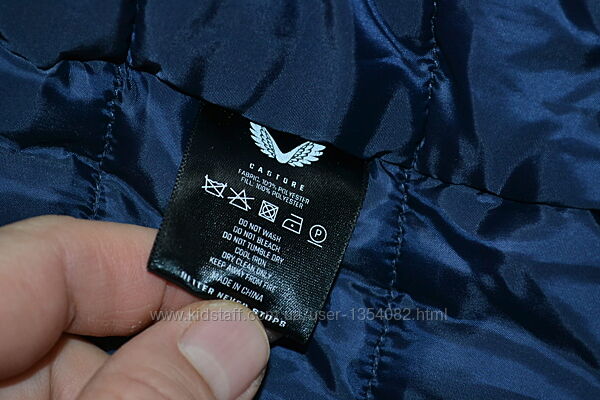 CASTORE
FABRIC: 100% POLYESTER
FILL: 100% POLYESTER
P
DO NOT WASH
DO NOT BLEACH
DO NOT TUMBLE DRY
COOL IRON
DRY CLEAN ONLY
KEEP AWAY FROM FIRE
MADE IN CHINA
BETTER NEVER STOPS
www.kidstaff.com.ua-user-1354082.html